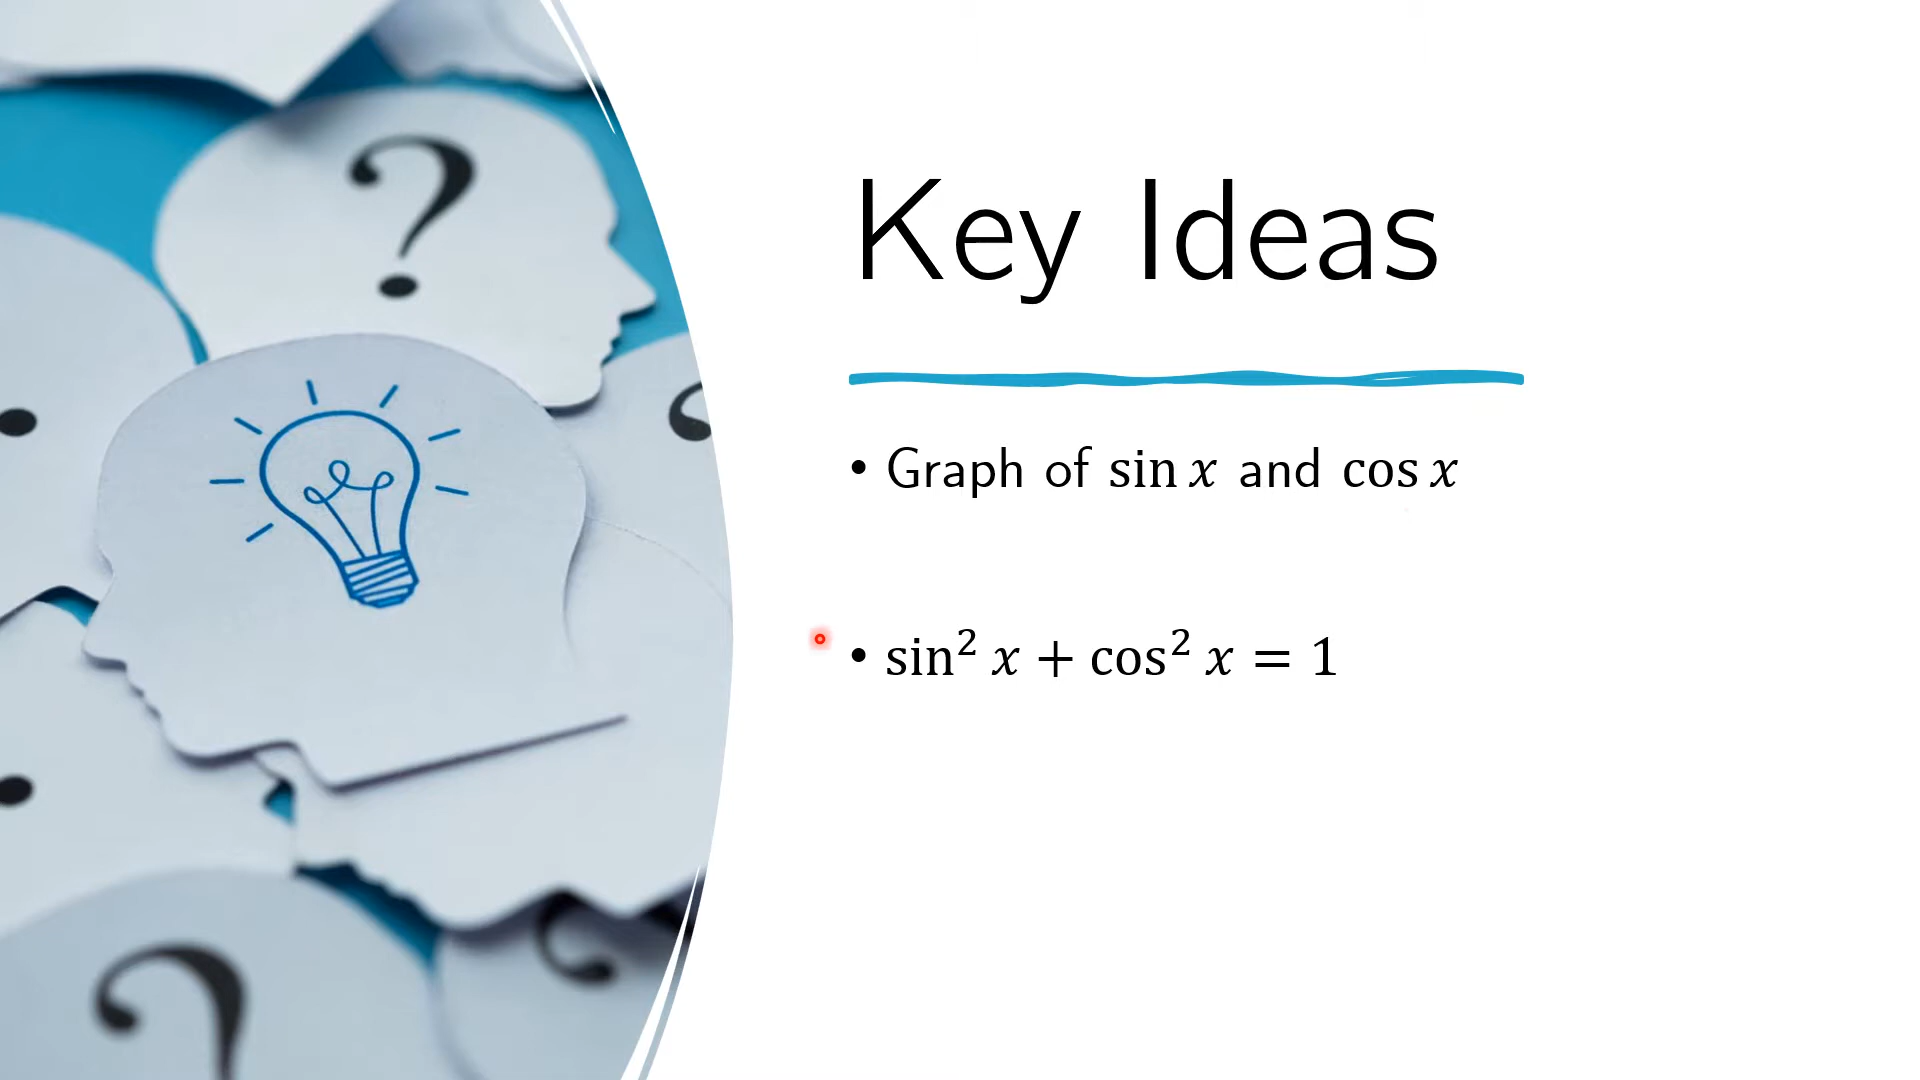 Key Ideas
• Graph of sin x and cos x
• sin² x + cos² x = 1